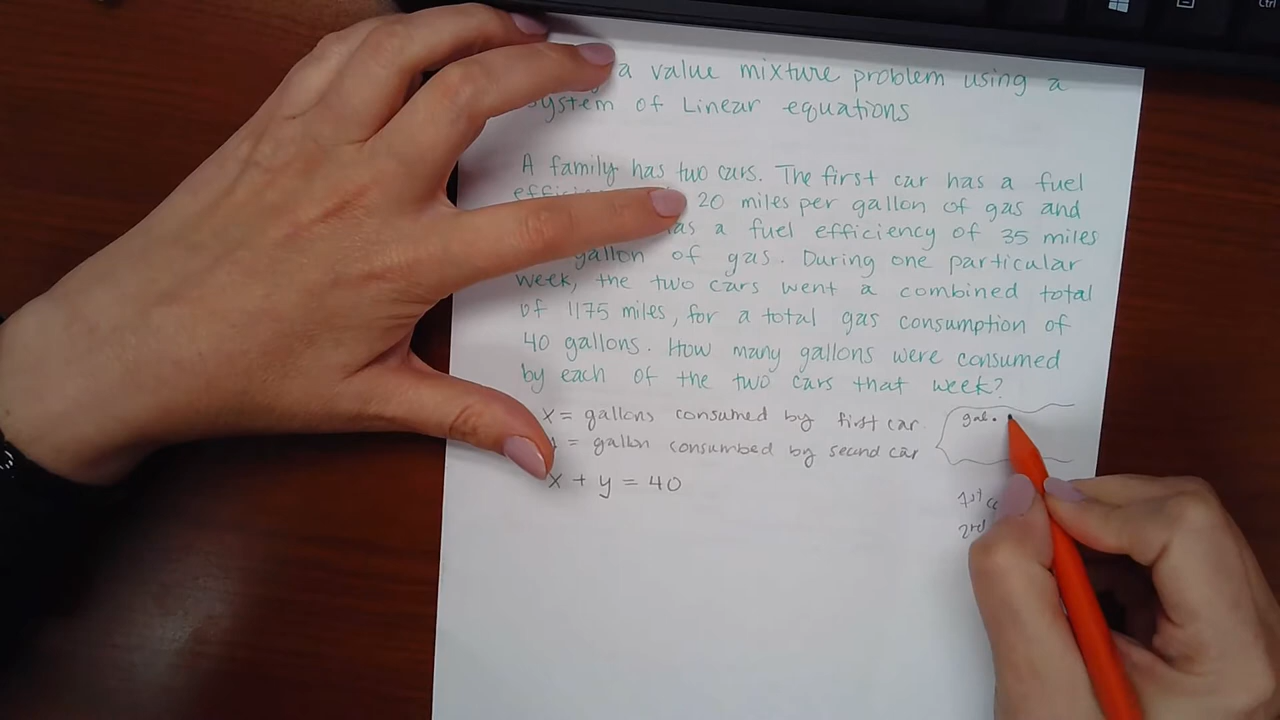 a value mixture problem using a
system of Linear equations
A family has two cars. The first car has a fuel
20 miles per gallon of gas and
has a fuel efficiency of 35 miles
gallon of gas. During one particular
week, the two cars went a combined total
of 1175 miles, for a total gas consumption of
40 gallons. How many gallons were consumed
by each of the two cars that week?
x = gallons consumed by first car.
= gallon consumbed by second car
gal.
x + y = 40
1st
2nd
Ctrl